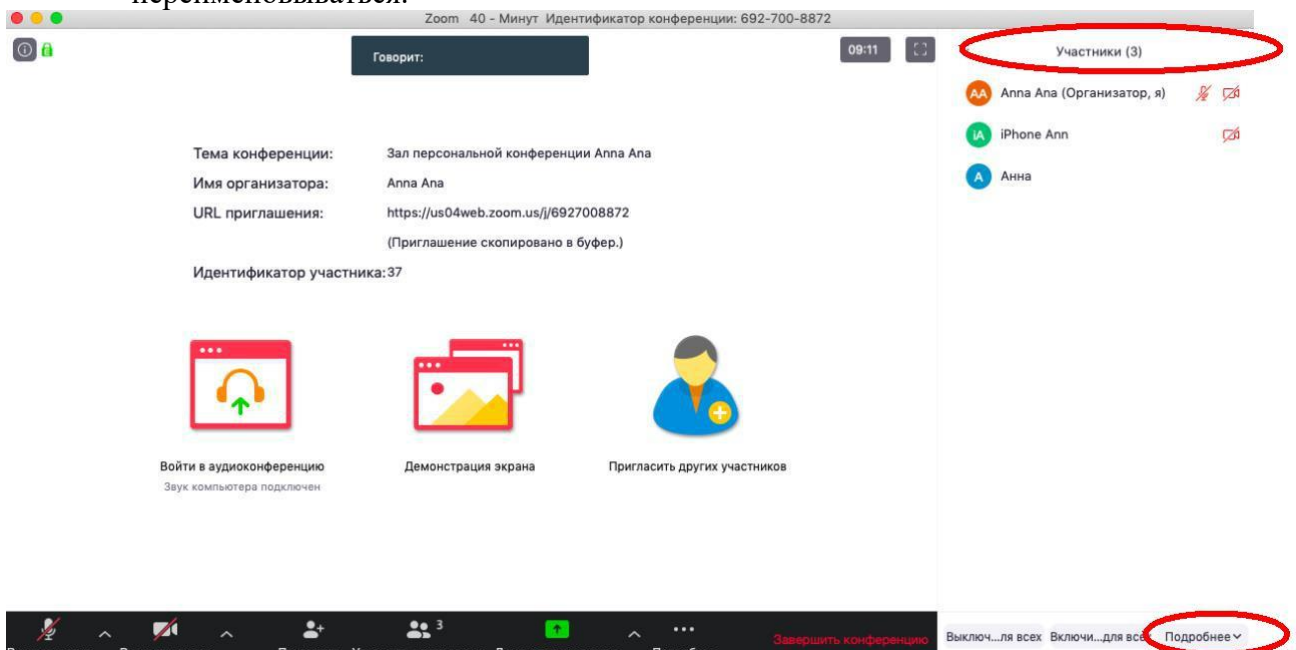 переименовываться.
Zoom 40 - Минут Идентификатор конференции: 692-700-8872
Говорит:
09:11
Участники (3)
AA Anna Ana (Организатор, я)
iA iPhone Ann
А Анна
Тема конференции: Зал персональной конференции Anna Ana
Имя организатора: Anna Ana
URL приглашения: https://us04web.zoom.us/j/6927008872
(Приглашение скопировано в буфер.)
Идентификатор участника:37
Войти в аудиоконференцию Демонстрация экрана Пригласить других участников
Звук компьютера подключен
3
Завершить конференцию
Выключ...ля всех Включи...для всех Подробнее